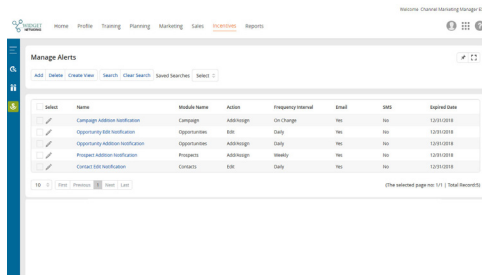 Welcome Channel Marketing Manager E
WIDGET
NETWORKS
Home Profile Training Planning Marketing Sales Incentives Reports
Manage Alerts
Add Delete Create View Search Clear Search Saved Searches Select
Select Name Module Name Action Frequency Interval Email SMS Expired Date
Campaign Addition Notification Campaign Add/Assign On Change Yes No 12/31/2018
Opportunity Edit Notification Opportunities Edit Daily Yes No 12/31/2018
Opportunity Addition Notification Opportunities Add/Assign Daily Yes No 12/31/2018
Prospect Addition Notification Prospects Add/Assign Weekly Yes No 12/31/2018
Contact Edit Notification Contacts Edit Daily Yes No 12/31/2018
10 First Previous 1 Next Last (The selected page no: 1/1 | Total Record:5)